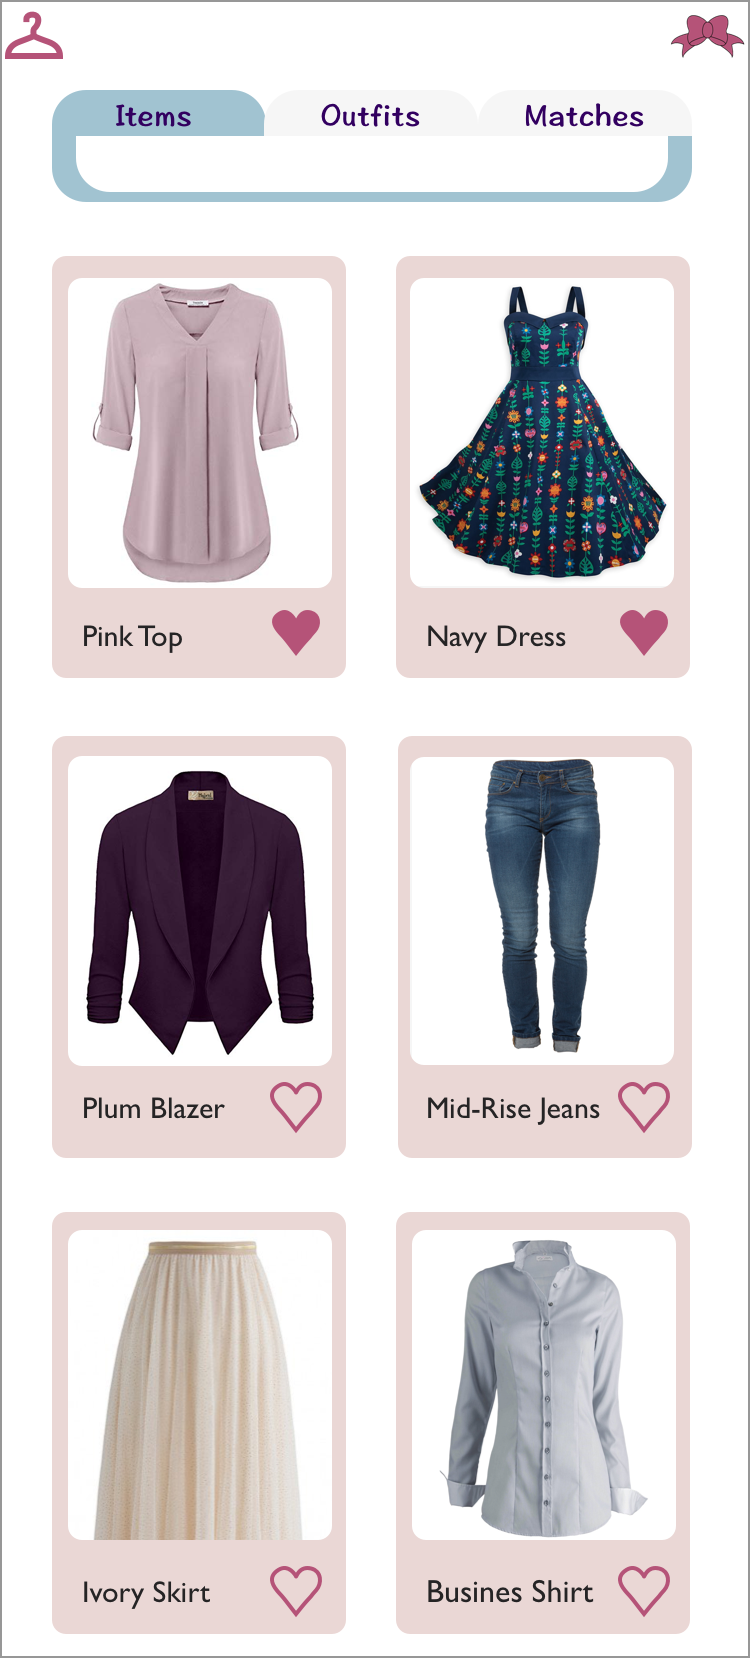 Items Outfits Matches
Pink Top
Navy Dress
Plum Blazer
Mid-Rise Jeans
Ivory Skirt
Busines Shirt